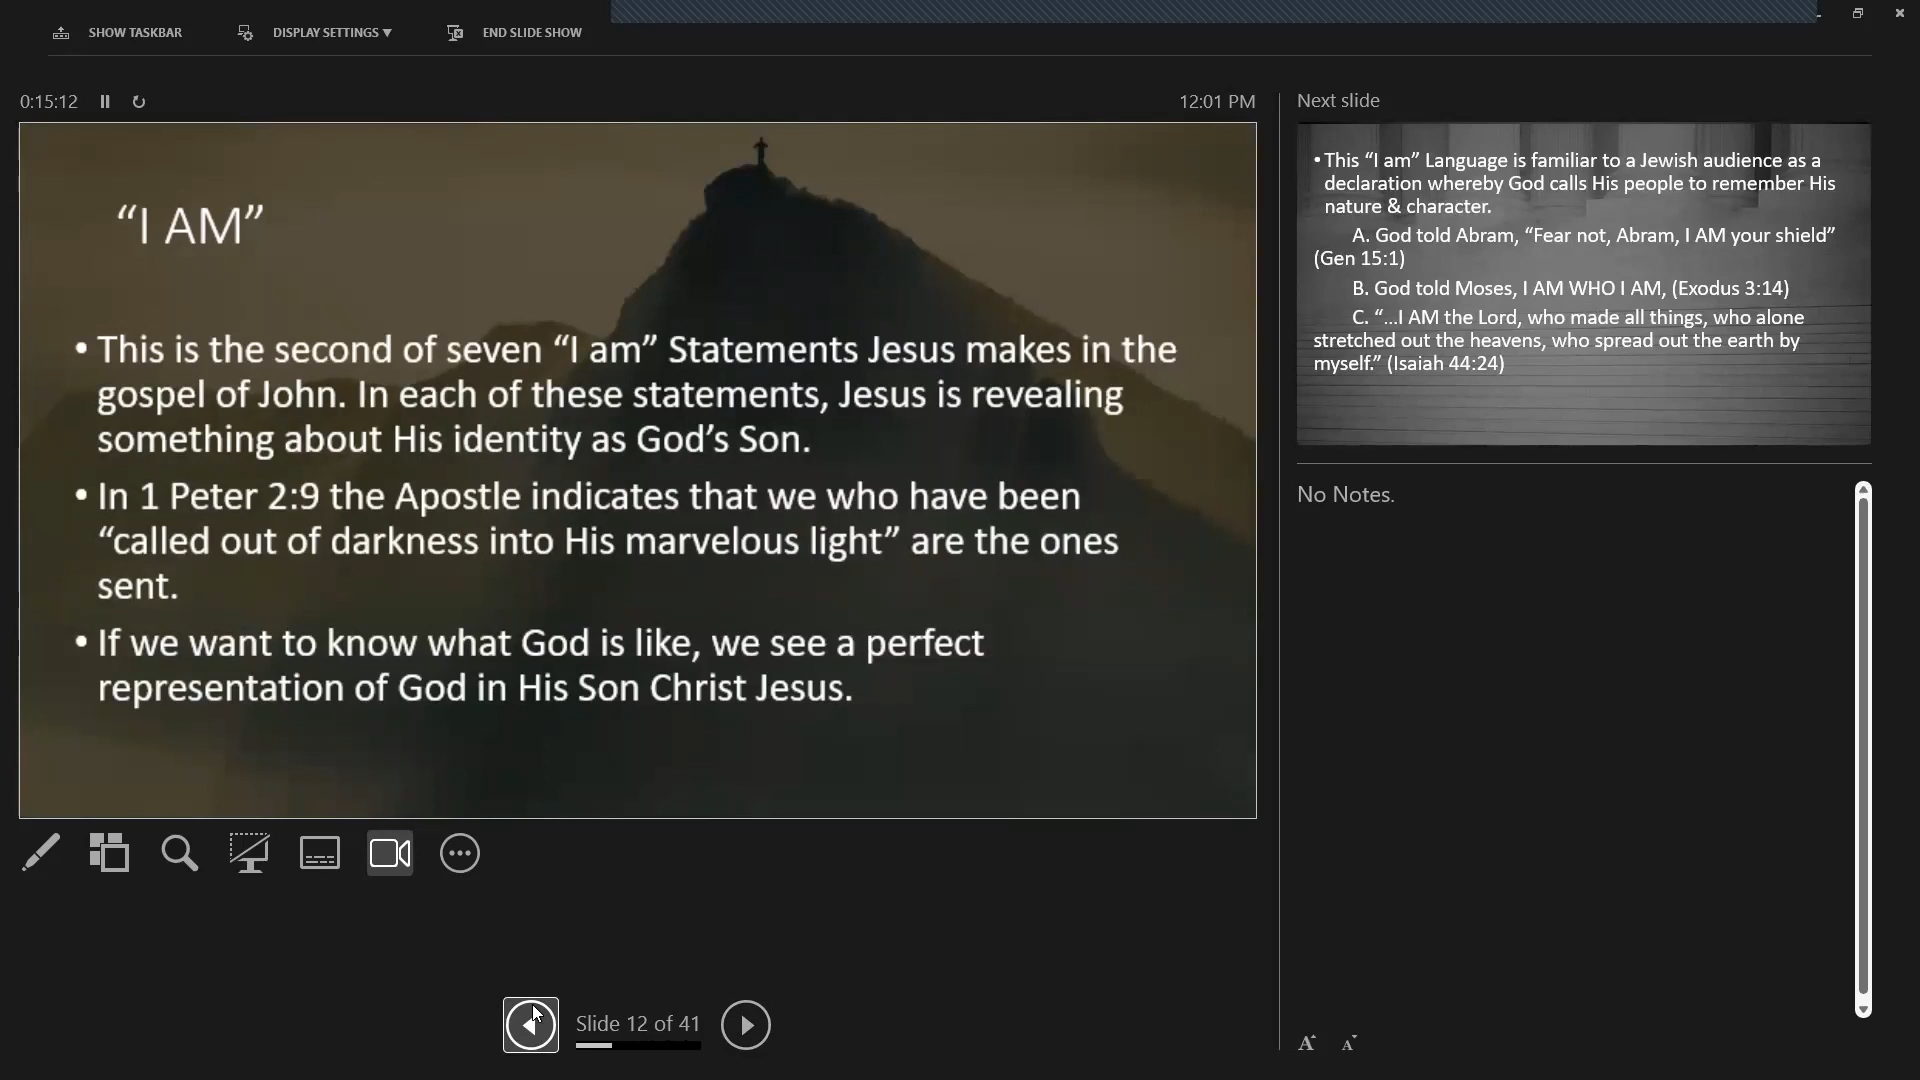 SHOW TASKBAR
DISPLAY SETTINGS ▼
END SLIDE SHOW
0:15:12
12:01 PM
“I AM”
• This is the second of seven “I am” Statements Jesus makes in the
gospel of John. In each of these statements, Jesus is revealing
something about His identity as God’s Son.
• In 1 Peter 2:9 the Apostle indicates that we who have been
“called out of darkness into His marvelous light” are the ones
sent.
• If we want to know what God is like, we see a perfect
representation of God in His Son Christ Jesus.
Slide 12 of 41
Next slide
• This “I am” Language is familiar to a Jewish audience as a
declaration whereby God calls His people to remember His
nature & character.
A. God told Abram, “Fear not, Abram, I AM your shield”
(Gen 15:1)
B. God told Moses, I AM WHO I AM, (Exodus 3:14)
C. “...I AM the Lord, who made all things, who alone
stretched out the heavens, who spread out the earth by
myself.” (Isaiah 44:24)
No Notes.
A A